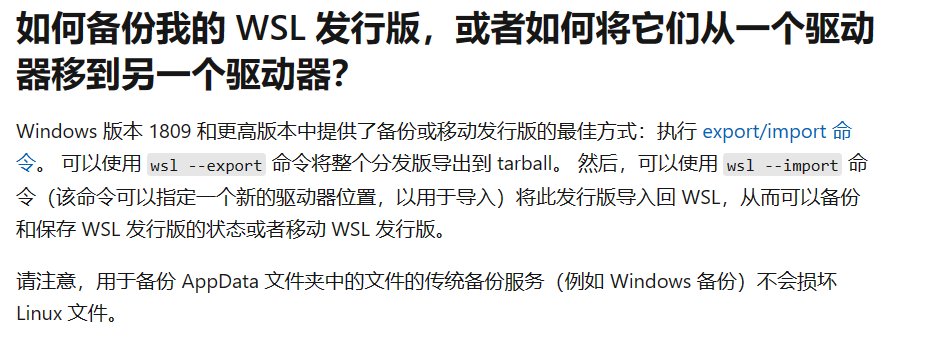 如何备份我的 WSL 发行版，或者如何将它们从一个驱动
器移到另一个驱动器？
Windows 版本 1809 和更高版本中提供了备份或移动发行版的最佳方式：执行 export/import 命
令。 可以使用 wsl --export 命令将整个分发版导出到 tarball。 然后，可以使用 wsl --import 命
令（该命令可以指定一个新的驱动器位置，以用于导入）将此发行版导入回 WSL，从而可以备份
和保存 WSL 发行版的状态或者移动 WSL 发行版。
请注意，用于备份 AppData 文件夹中的文件的传统备份服务（例如 Windows 备份）不会损坏
Linux 文件。